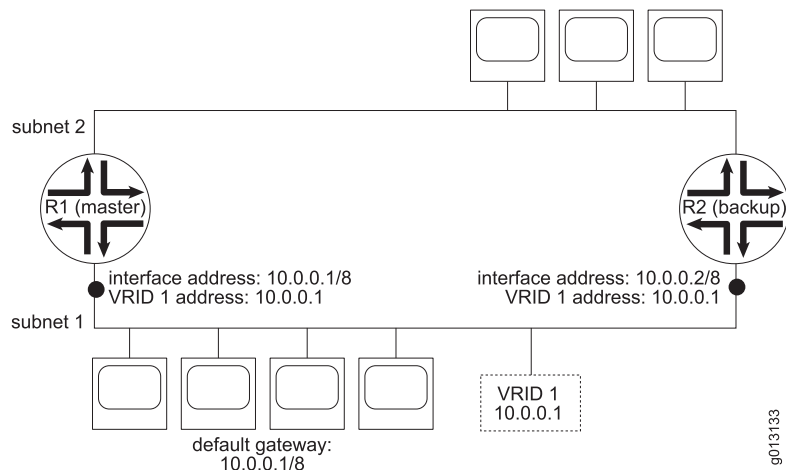 subnet 2
R1 (master)
R2 (backup)
interface address: 10.0.0.1/8
VRID 1 address: 10.0.0.1
interface address: 10.0.0.2/8
VRID 1 address: 10.0.0.1
subnet 1
VRID 1
10.0.0.1
default gateway:
10.0.0.1/8
g013133